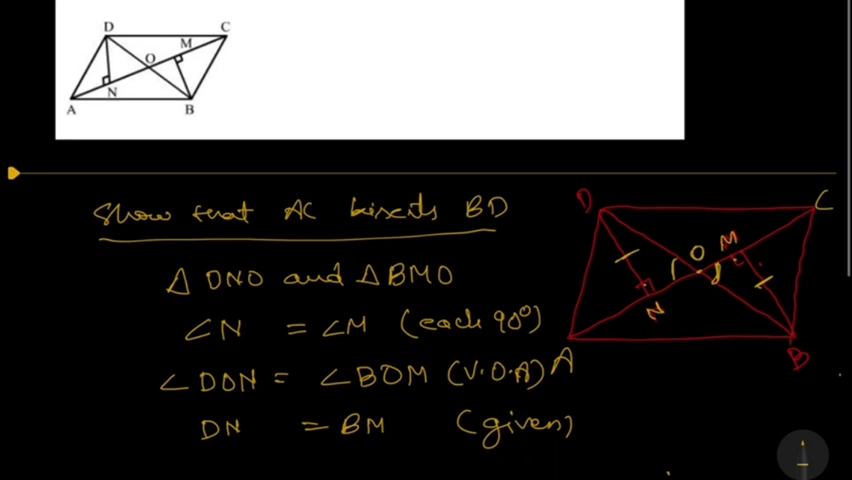 D C
M
O
N
A B
Show that AC bisects BD
△ DNO and △ BMO
∠N = ∠M (each 90°)
∠DON = ∠BOM (V.O.A)
DN = BM (given)
D C
O M
N
A B